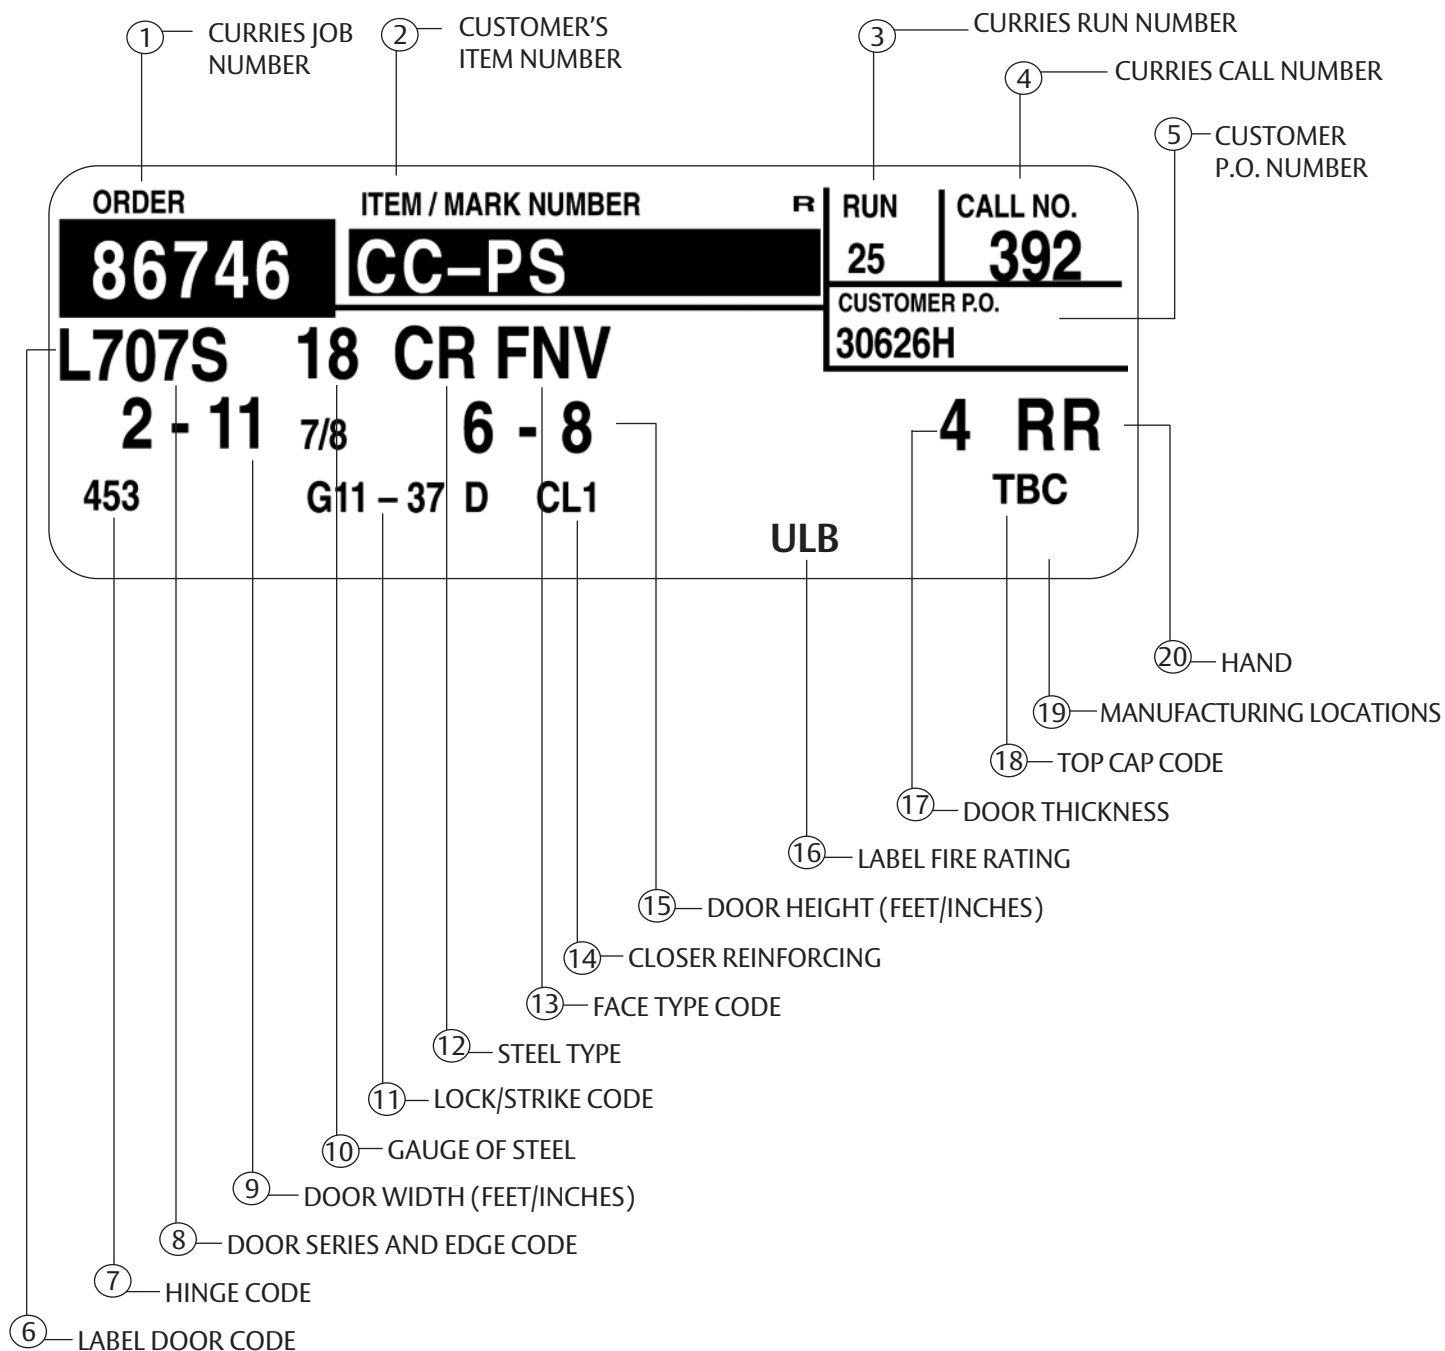 1 CURRIES JOB
NUMBER
2 CUSTOMER'S
ITEM NUMBER
3 CURRIES RUN NUMBER
4 CURRIES CALL NUMBER
5 CUSTOMER
P.O. NUMBER
ORDER ITEM / MARK NUMBER R RUN CALL NO.
86746 CC–PS 25 392
CUSTOMER P.O.
30626H
L707S 18 CR FNV
2 - 11 7/8 6 - 8 4 RR
453 G11 – 37 D CL1 TBC
ULB
20 HAND
19 MANUFACTURING LOCATIONS
18 TOP CAP CODE
17 DOOR THICKNESS
16 LABEL FIRE RATING
15 DOOR HEIGHT (FEET/INCHES)
14 CLOSER REINFORCING
13 FACE TYPE CODE
12 STEEL TYPE
11 LOCK/STRIKE CODE
10 GAUGE OF STEEL
9 DOOR WIDTH (FEET/INCHES)
8 DOOR SERIES AND EDGE CODE
7 HINGE CODE
6 LABEL DOOR CODE